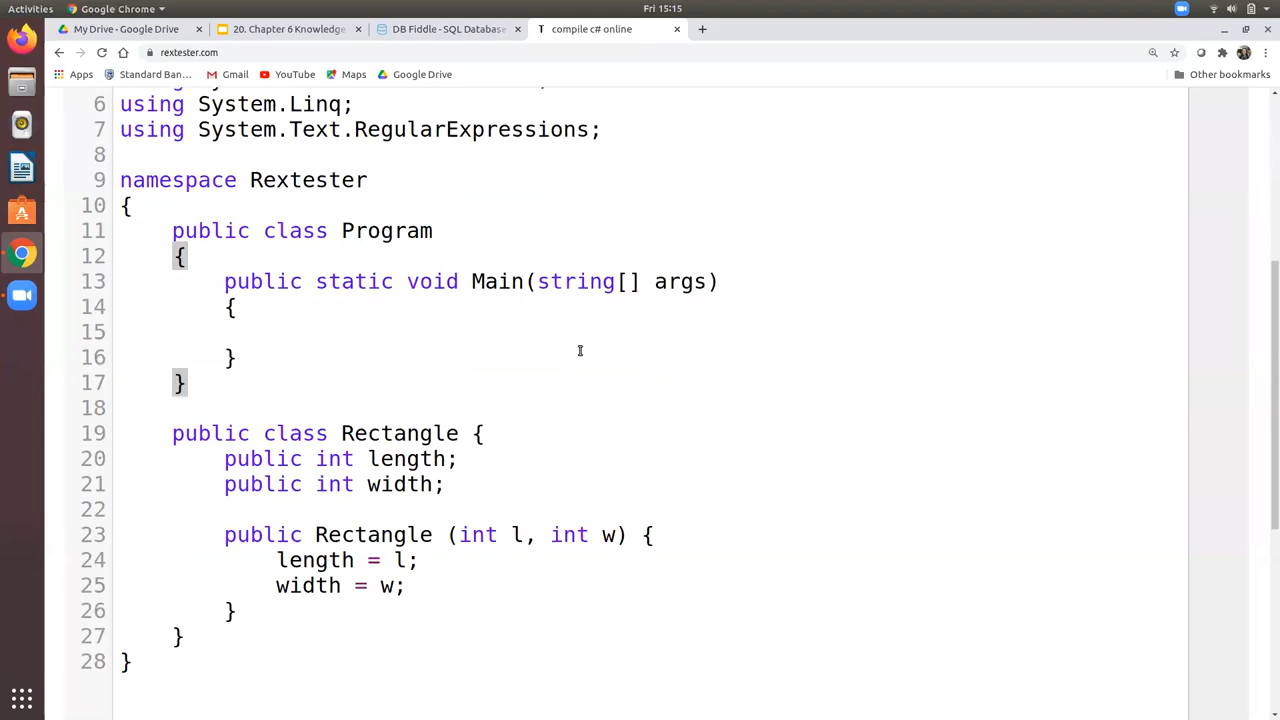 Activities
Google Chrome
Fri 15:15
My Drive - Google Drive
20. Chapter 6 Knowledge
DB Fiddle - SQL Database
compile c# online
rextester.com
Apps
Standard Ban...
Gmail
YouTube
Maps
Google Drive
Other bookmarks
6 using System.Linq;
7 using System.Text.RegularExpressions;
8
9 namespace Rextester
10 {
11 public class Program
12 {
13 public static void Main(string[] args)
14 {
15
16 }
17 }
18
19 public class Rectangle {
20 public int length;
21 public int width;
22
23 public Rectangle (int l, int w) {
24 length = l;
25 width = w;
26 }
27 }
28 }